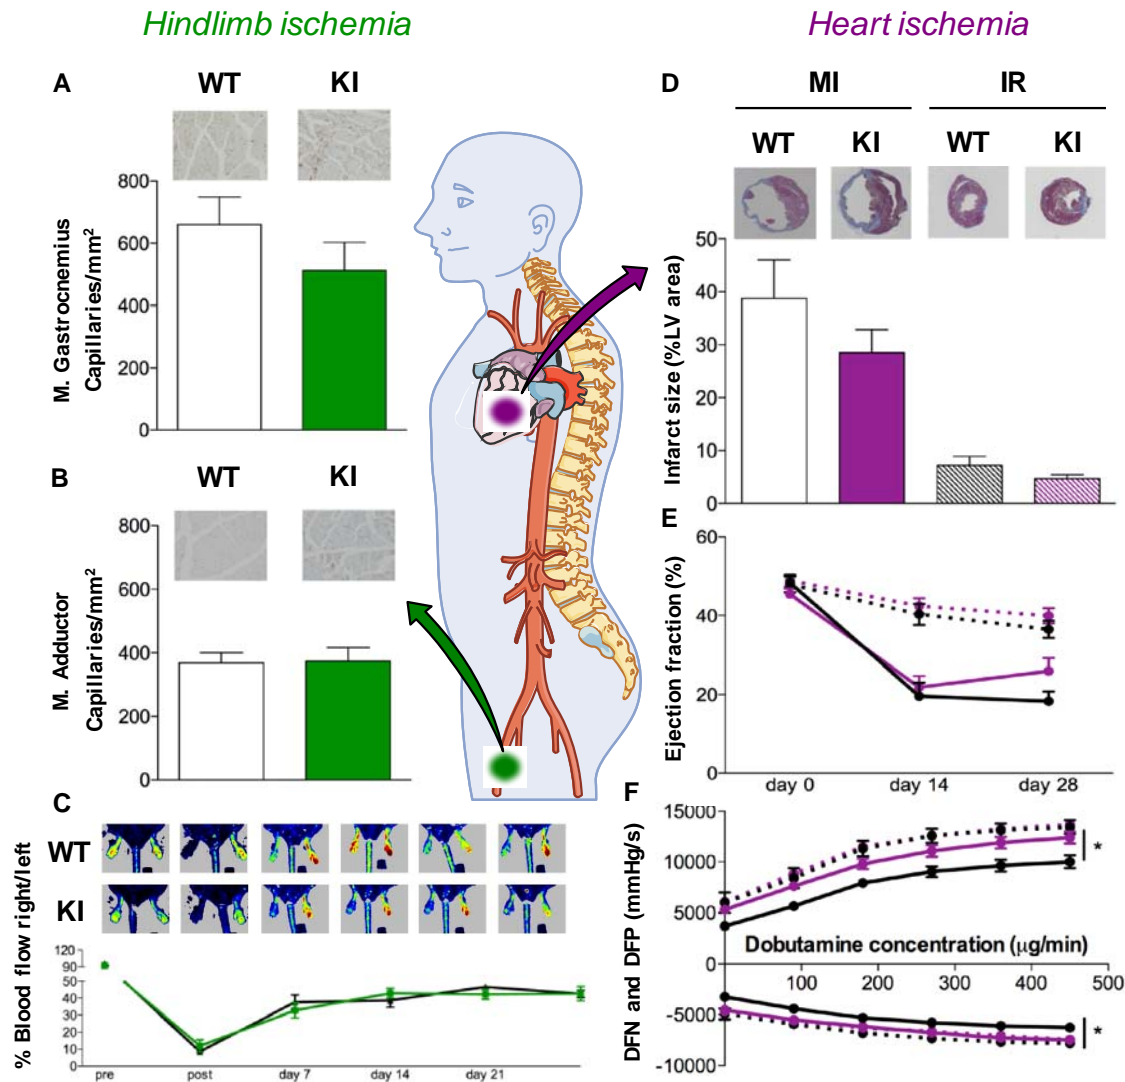 Hindlimb ischemia
Heart ischemia
A
WT
KI
M. Gastrocnemius
Capillaries/mm²
800
600
400
200
0
B
WT
KI
M. Adductor
Capillaries/mm²
800
600
400
200
0
C
WT
KI
% Blood flow right/left
120
90
50
40
30
20
10
0
pre
post
day 7
day 14
day 21
D
MI
IR
WT
KI
WT
KI
Infarct size (%LV area)
50
40
30
20
10
0
E
Ejection fraction (%)
60
40
20
0
day 0
day 14
day 28
F
DFN and DFP (mmHg/s)
15000
10000
5000
0
-5000
-10000
Dobutamine concentration (µg/min)
100
200
300
400
500
*
*